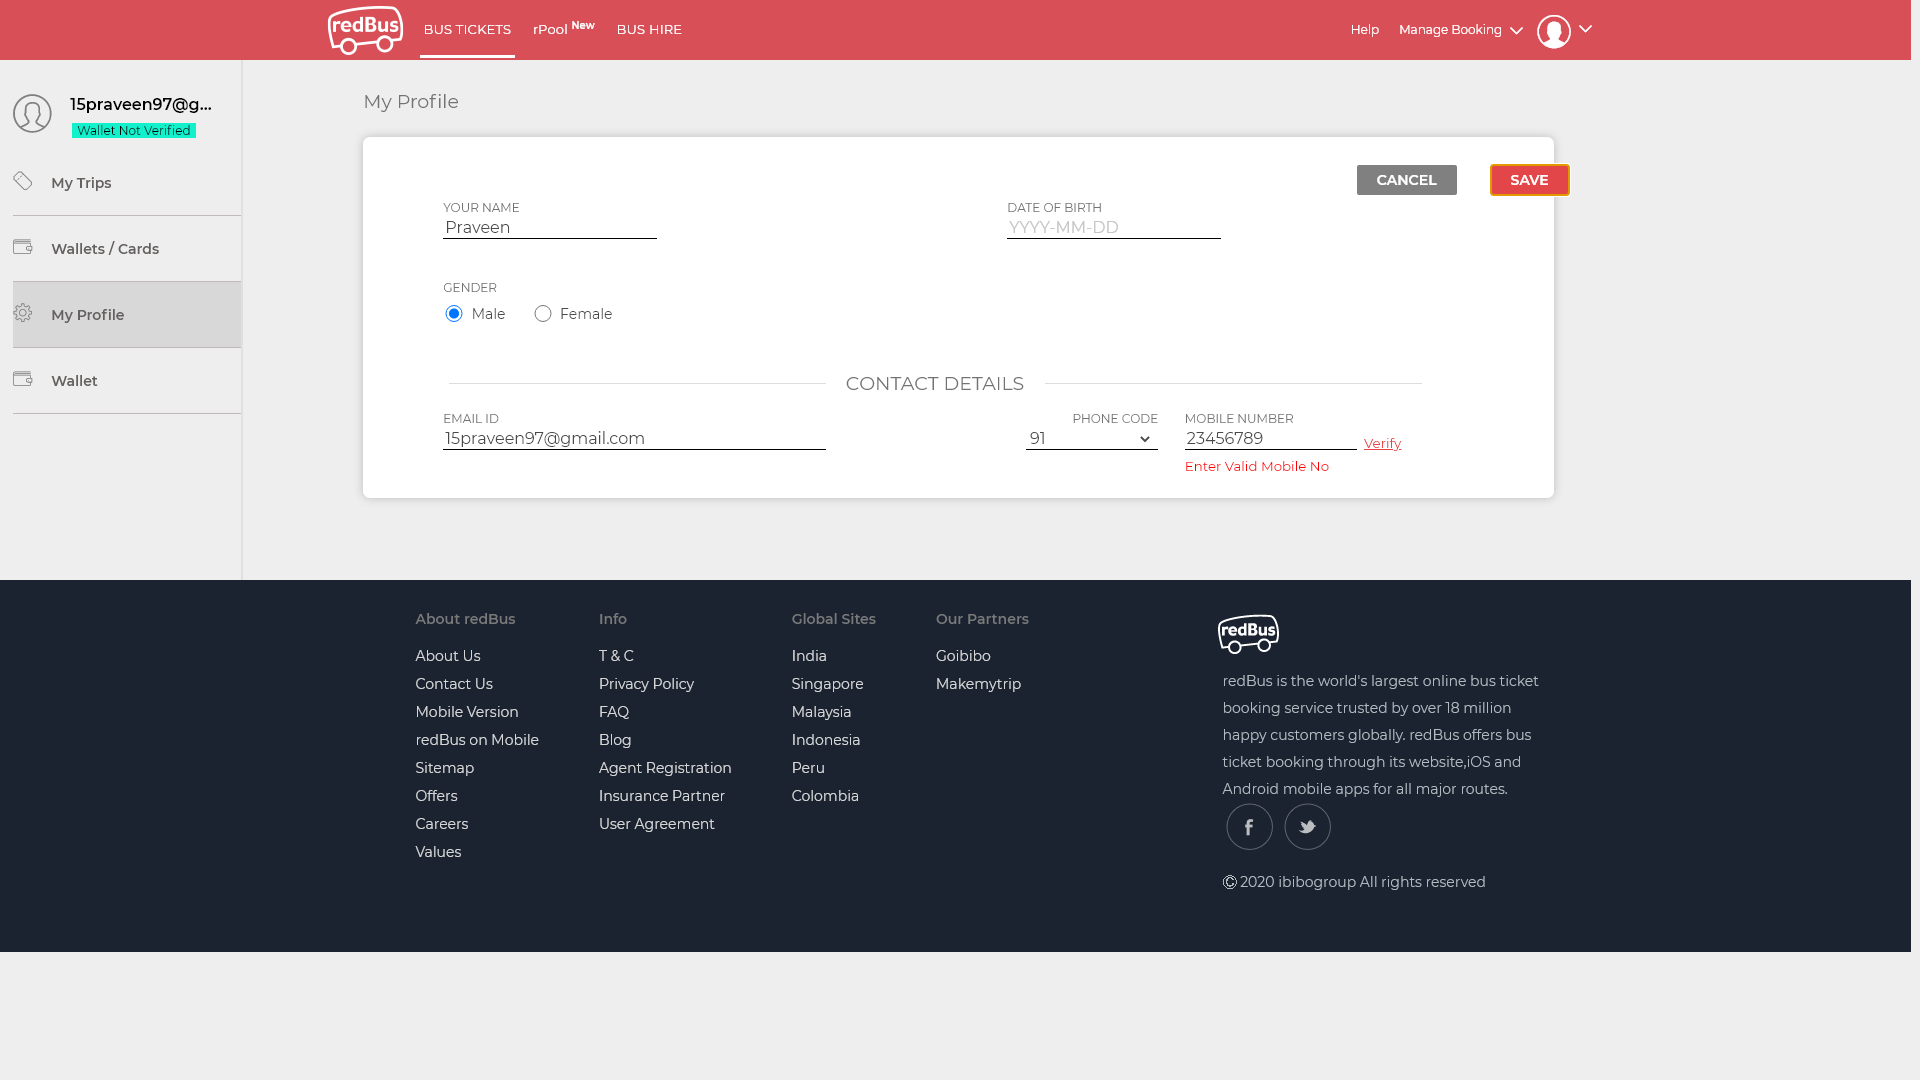 redBus
BUS TICKETS
rPool New
BUS HIRE
Help
Manage Booking
15praveen97@g...
Wallet Not Verified
My Trips
Wallets / Cards
My Profile
Wallet
My Profile
CANCEL
SAVE
YOUR NAME
Praveen
DATE OF BIRTH
YYYY-MM-DD
GENDER
Male
Female
CONTACT DETAILS
EMAIL ID
15praveen97@gmail.com
PHONE CODE
91
MOBILE NUMBER
23456789
Verify
Enter Valid Mobile No
About redBus
About Us
Contact Us
Mobile Version
redBus on Mobile
Sitemap
Offers
Careers
Values
Info
T & C
Privacy Policy
FAQ
Blog
Agent Registration
Insurance Partner
User Agreement
Global Sites
India
Singapore
Malaysia
Indonesia
Peru
Colombia
Our Partners
Goibibo
Makemytrip
redBus
redBus is the world's largest online bus ticket
booking service trusted by over 18 million
happy customers globally. redBus offers bus
ticket booking through its website,iOS and
Android mobile apps for all major routes.
© 2020 ibibogroup All rights reserved